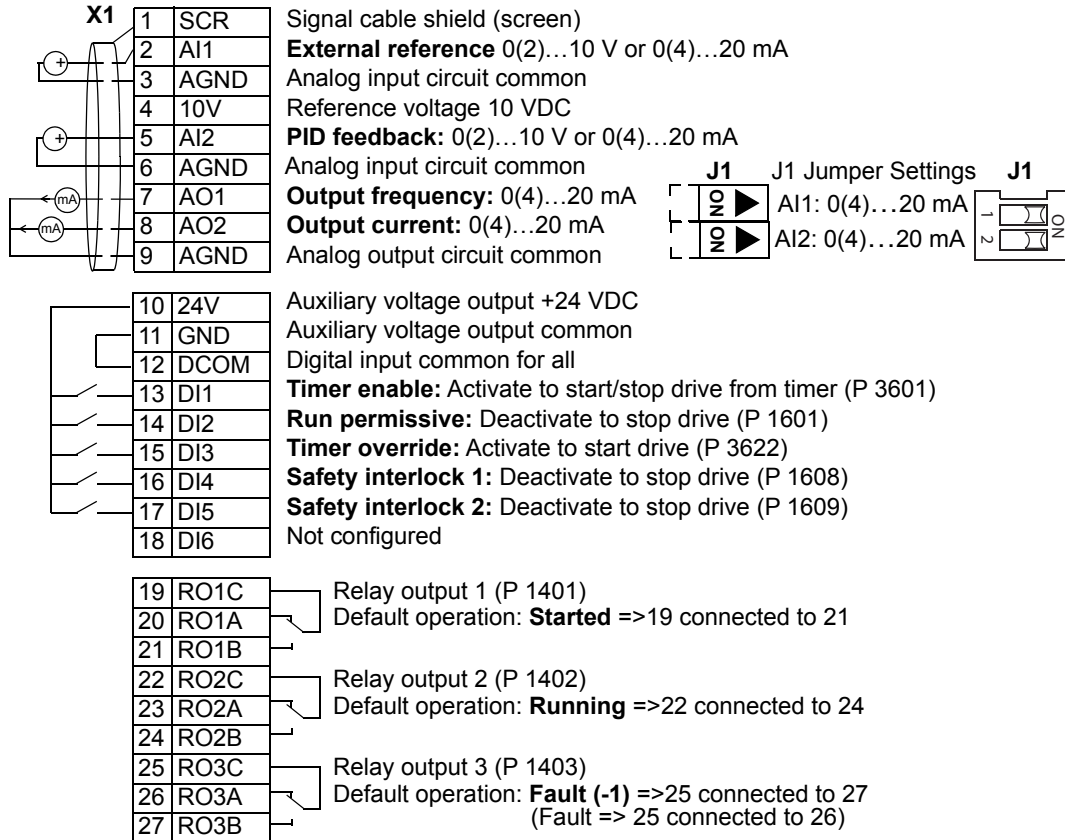 X1
1 SCR Signal cable shield (screen)
2 AI1 External reference 0(2)…10 V or 0(4)…20 mA
3 AGND Analog input circuit common
4 10V Reference voltage 10 VDC
5 AI2 PID feedback: 0(2)…10 V or 0(4)…20 mA
6 AGND Analog input circuit common
7 AO1 Output frequency: 0(4)…20 mA
8 AO2 Output current: 0(4)…20 mA
9 AGND Analog output circuit common
+
+
mA
mA
J1 J1 Jumper Settings J1
ON AI1: 0(4)…20 mA 1
ON AI2: 0(4)…20 mA 2
ON
10 24V Auxiliary voltage output +24 VDC
11 GND Auxiliary voltage output common
12 DCOM Digital input common for all
13 DI1 Timer enable: Activate to start/stop drive from timer (P 3601)
14 DI2 Run permissive: Deactivate to stop drive (P 1601)
15 DI3 Timer override: Activate to start drive (P 3622)
16 DI4 Safety interlock 1: Deactivate to stop drive (P 1608)
17 DI5 Safety interlock 2: Deactivate to stop drive (P 1609)
18 DI6 Not configured
19 RO1C Relay output 1 (P 1401)
20 RO1A Default operation: Started =>19 connected to 21
21 RO1B
22 RO2C Relay output 2 (P 1402)
23 RO2A Default operation: Running =>22 connected to 24
24 RO2B
25 RO3C Relay output 3 (P 1403)
26 RO3A Default operation: Fault (-1) =>25 connected to 27
27 RO3B (Fault => 25 connected to 26)